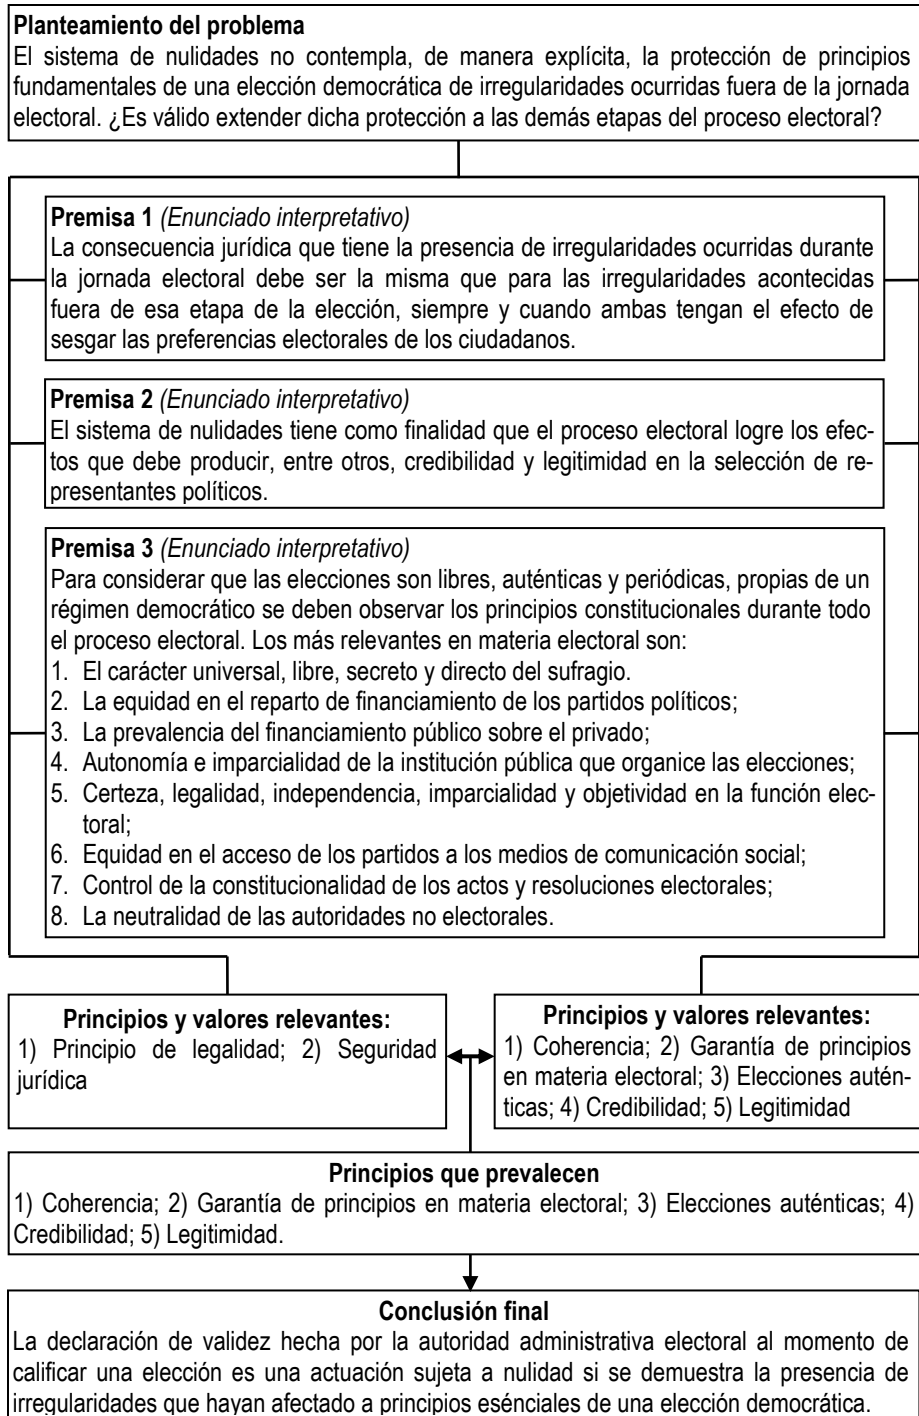 Planteamiento del problema
El sistema de nulidades no contempla, de manera explícita, la protección de principios
fundamentales de una elección democrática de irregularidades ocurridas fuera de la jornada
electoral. ¿Es válido extender dicha protección a las demás etapas del proceso electoral?
Premisa 1 (Enunciado interpretativo)
La consecuencia jurídica que tiene la presencia de irregularidades ocurridas durante
la jornada electoral debe ser la misma que para las irregularidades acontecidas
fuera de esa etapa de la elección, siempre y cuando ambas tengan el efecto de
sesgar las preferencias electorales de los ciudadanos.
Premisa 2 (Enunciado interpretativo)
El sistema de nulidades tiene como finalidad que el proceso electoral logre los efec-
tos que debe producir, entre otros, credibilidad y legitimidad en la selección de re-
presentantes políticos.
Premisa 3 (Enunciado interpretativo)
Para considerar que las elecciones son libres, auténticas y periódicas, propias de un
régimen democrático se deben observar los principios constitucionales durante todo
el proceso electoral. Los más relevantes en materia electoral son:
1. El carácter universal, libre, secreto y directo del sufragio.
2. La equidad en el reparto de financiamiento de los partidos políticos;
3. La prevalencia del financiamiento público sobre el privado;
4. Autonomía e imparcialidad de la institución pública que organice las elecciones;
5. Certeza, legalidad, independencia, imparcialidad y objetividad en la función elec-
toral;
6. Equidad en el acceso de los partidos a los medios de comunicación social;
7. Control de la constitucionalidad de los actos y resoluciones electorales;
8. La neutralidad de las autoridades no electorales.
Principios y valores relevantes:
1) Principio de legalidad; 2) Seguridad
jurídica
Principios y valores relevantes:
1) Coherencia; 2) Garantía de principios
en materia electoral; 3) Elecciones autén-
ticas; 4) Credibilidad; 5) Legitimidad
Principios que prevalecen
1) Coherencia; 2) Garantía de principios en materia electoral; 3) Elecciones auténticas; 4)
Credibilidad; 5) Legitimidad.
Conclusión final
La declaración de validez hecha por la autoridad administrativa electoral al momento de
calificar una elección es una actuación sujeta a nulidad si se demuestra la presencia de
irregularidades que hayan afectado a principios esénciales de una elección democrática.